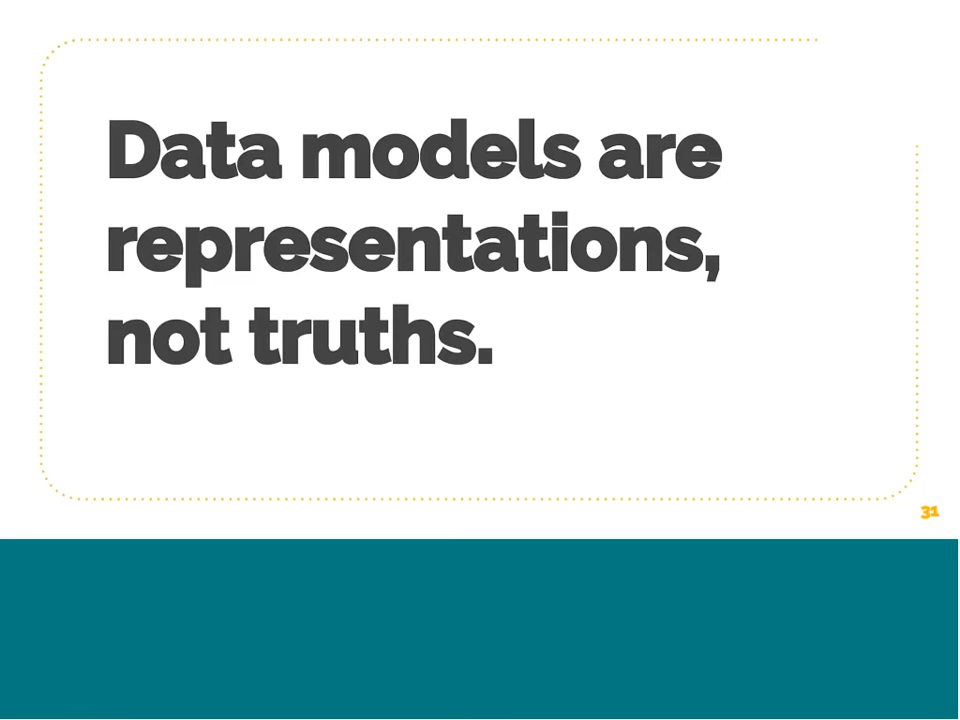 Data models are
representations,
not truths.
31